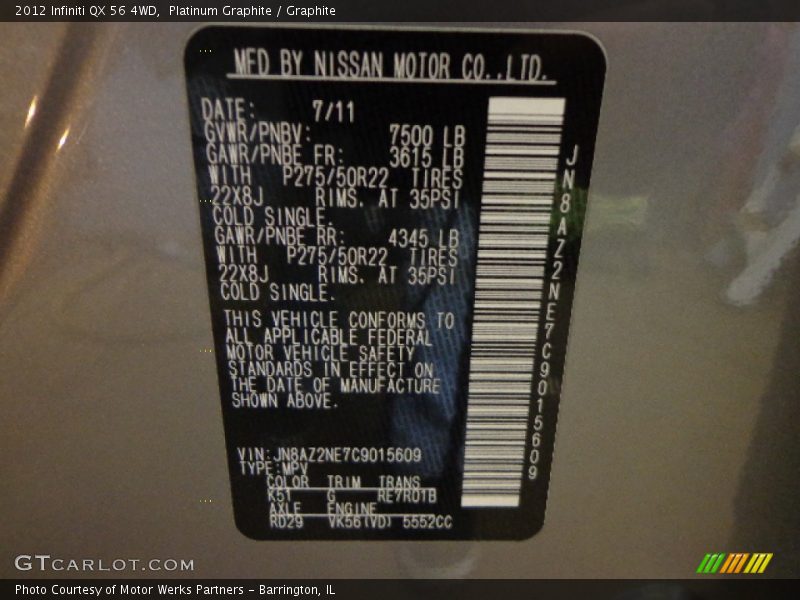 2012 Infiniti QX 56 4WD, Platinum Graphite / Graphite
MFD BY NISSAN MOTOR CO.,LTD.
DATE: 7/11
GVWR/PNBV: 7500 LB
GAWR/PNBE FR: 3615 LB
WITH P275/50R22 TIRES
22X8J RIMS. AT 35PSI
COLD SINGLE.
GAWR/PNBE RR: 4345 LB
WITH P275/50R22 TIRES
22X8J RIMS. AT 35PSI
COLD SINGLE.
THIS VEHICLE CONFORMS TO
ALL APPLICABLE FEDERAL
MOTOR VEHICLE SAFETY
STANDARDS IN EFFECT ON
THE DATE OF MANUFACTURE
SHOWN ABOVE.
VIN:JN8AZ2NE7C9015609
TYPE:MPV
COLOR TRIM TRANS
K51 G RE7R01B
AXLE ENGINE
RD29 VK56(VD) 5552CC
JN8AZ2NE7C9015609
GTCARLOT.COM
Photo Courtesy of Motor Werks Partners - Barrington, IL